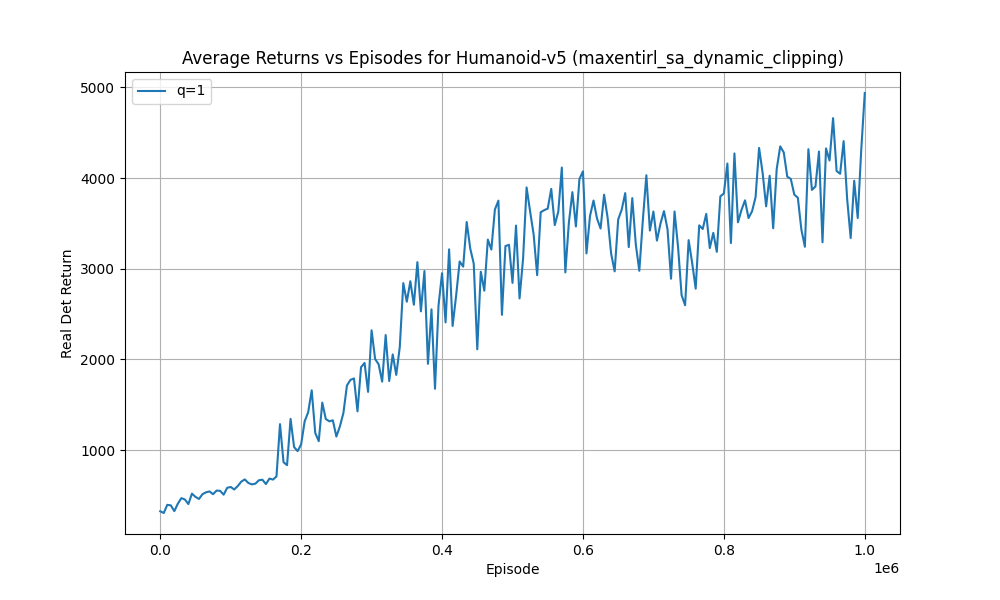 Average Returns vs Episodes for Humanoid-v5 (maxentirl_sa_dynamic_clipping)
q=1
5000
4000
3000
2000
1000
Real Det Return
0.0 0.2 0.4 0.6 0.8 1.0
1e6
Episode